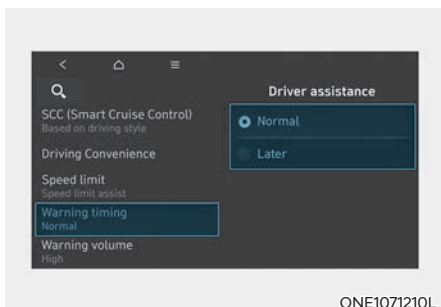 SCC (Smart Cruise Control)
Based on driving style
Driving Convenience
Speed limit
Speed limit assist
Warning timing
Normal
Warning volume
High
Driver assistance
Normal
Later
ONE1071210L